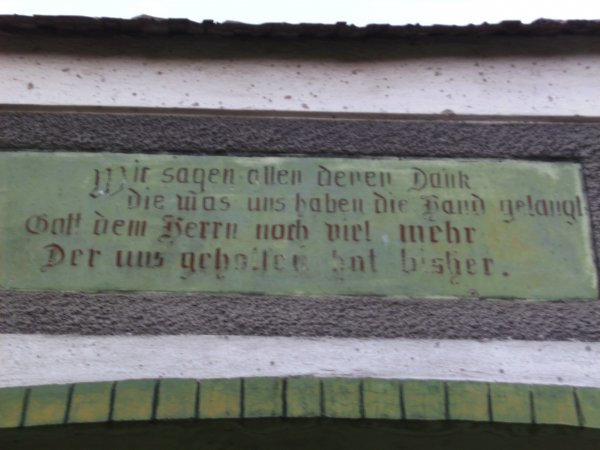 Wir sagen allen denen Dank
Die was uns haben die Hand gelangt
Gott dem Herrn noch viel mehr
Der uns geholfen hat bisher.